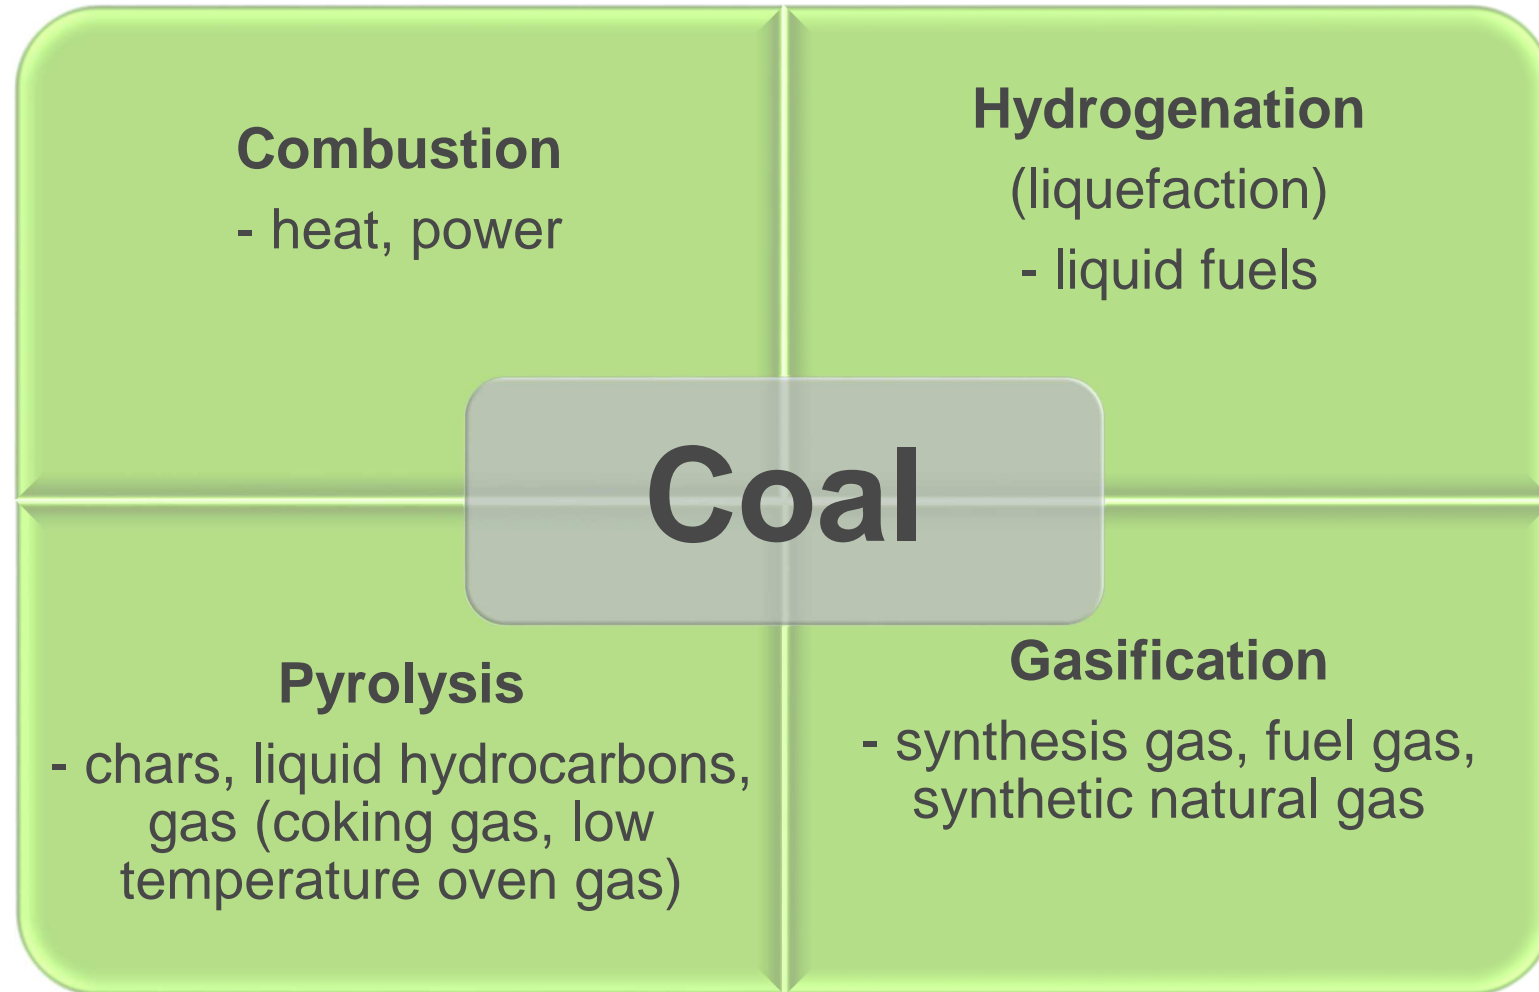 Combustion
- heat, power
Hydrogenation
(liquefaction)
- liquid fuels
Coal
Pyrolysis
- chars, liquid hydrocarbons,
gas (coking gas, low
temperature oven gas)
Gasification
- synthesis gas, fuel gas,
synthetic natural gas